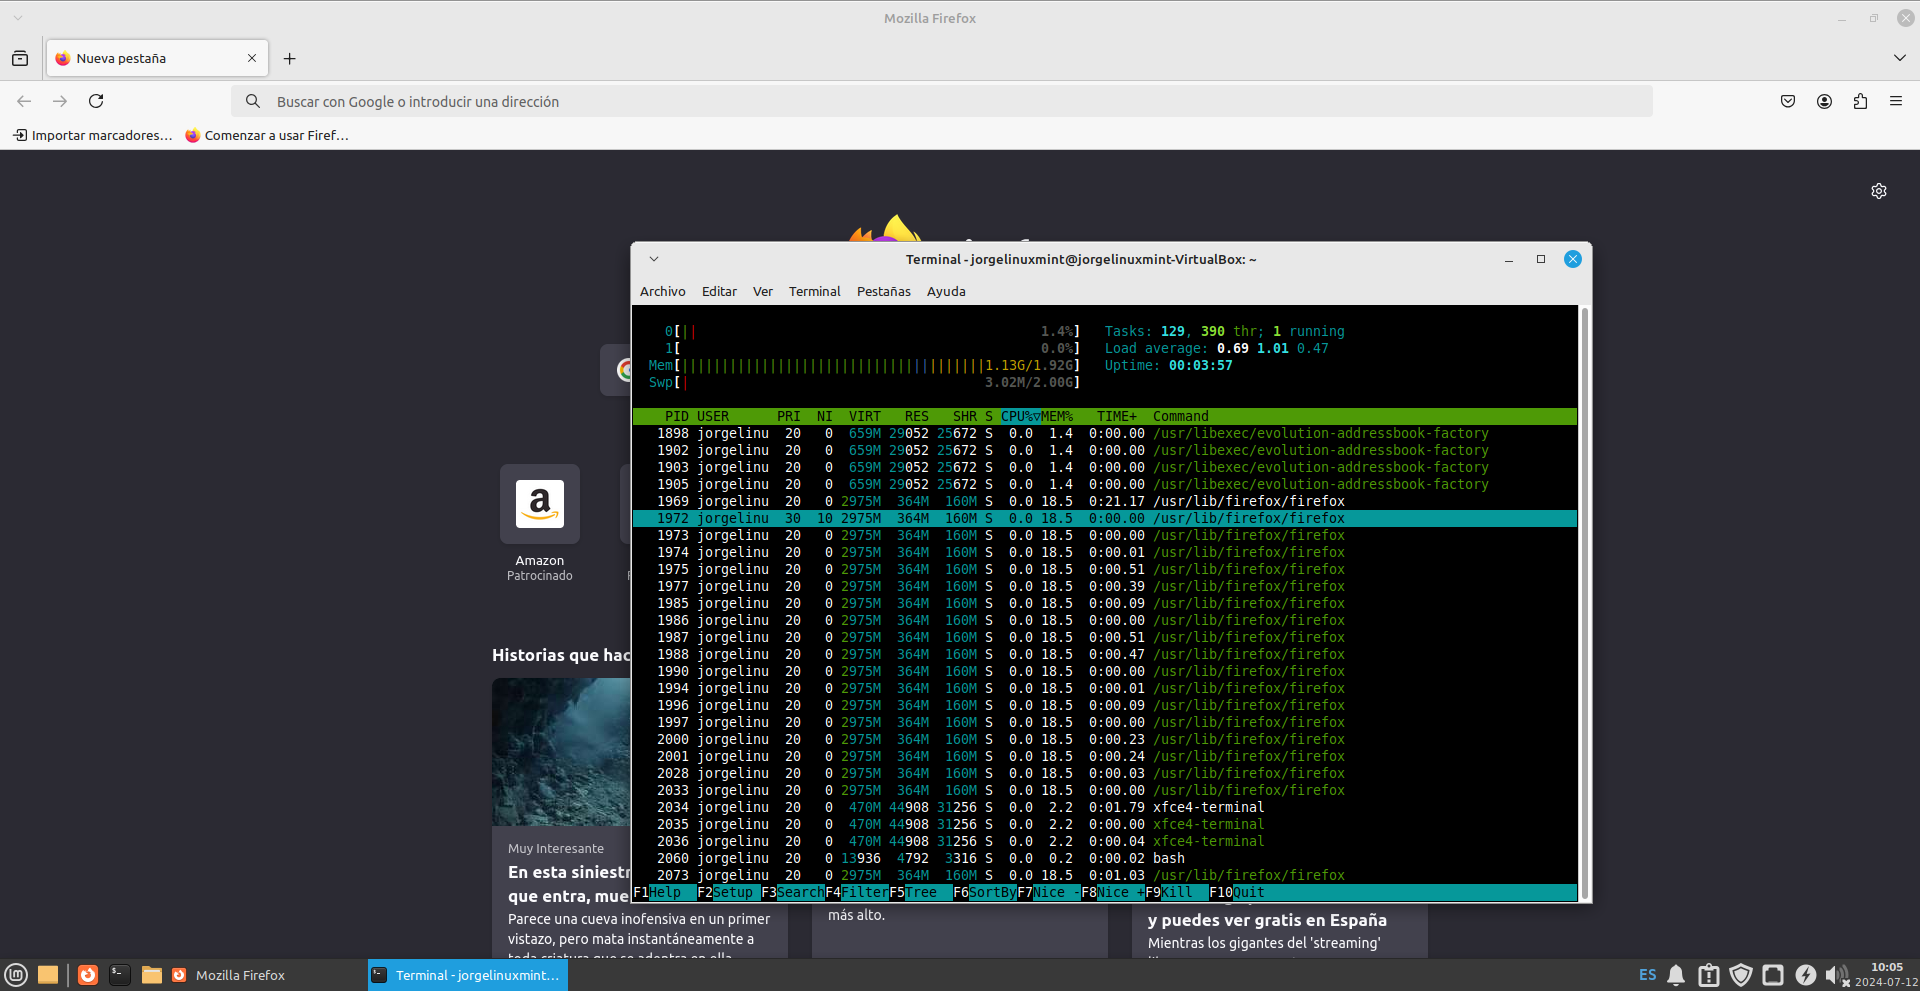 Mozilla Firefox
Nueva pestaña
Buscar con Google o introducir una dirección
Importar marcadores…
Comenzar a usar Firef…
Terminal - jorgelinuxmint@jorgelinuxmint-VirtualBox: ~
Archivo Editar Ver Terminal Pestañas Ayuda
0[|| 1.4%] Tasks: 129, 390 thr; 1 running
1[ 0.0%] Load average: 0.69 1.01 0.47
Mem[||||||||||||||||||||||||||||||||||||||1.13G/1.92G] Uptime: 00:03:57
Swp[| 3.02M/2.00G]
PID USER PRI NI VIRT RES SHR S CPU%▽MEM% TIME+ Command
1898 jorgelinu 20 0 659M 29052 25672 S 0.0 1.4 0:00.00 /usr/libexec/evolution-addressbook-factory
1902 jorgelinu 20 0 659M 29052 25672 S 0.0 1.4 0:00.00 /usr/libexec/evolution-addressbook-factory
1903 jorgelinu 20 0 659M 29052 25672 S 0.0 1.4 0:00.00 /usr/libexec/evolution-addressbook-factory
1905 jorgelinu 20 0 659M 29052 25672 S 0.0 1.4 0:00.00 /usr/libexec/evolution-addressbook-factory
1969 jorgelinu 20 0 2975M 364M 160M S 0.0 18.5 0:21.17 /usr/lib/firefox/firefox
1972 jorgelinu 30 10 2975M 364M 160M S 0.0 18.5 0:00.00 /usr/lib/firefox/firefox
1973 jorgelinu 20 0 2975M 364M 160M S 0.0 18.5 0:00.00 /usr/lib/firefox/firefox
1974 jorgelinu 20 0 2975M 364M 160M S 0.0 18.5 0:00.01 /usr/lib/firefox/firefox
1975 jorgelinu 20 0 2975M 364M 160M S 0.0 18.5 0:00.51 /usr/lib/firefox/firefox
1977 jorgelinu 20 0 2975M 364M 160M S 0.0 18.5 0:00.39 /usr/lib/firefox/firefox
1985 jorgelinu 20 0 2975M 364M 160M S 0.0 18.5 0:00.09 /usr/lib/firefox/firefox
1986 jorgelinu 20 0 2975M 364M 160M S 0.0 18.5 0:00.00 /usr/lib/firefox/firefox
1987 jorgelinu 20 0 2975M 364M 160M S 0.0 18.5 0:00.51 /usr/lib/firefox/firefox
1988 jorgelinu 20 0 2975M 364M 160M S 0.0 18.5 0:00.47 /usr/lib/firefox/firefox
1990 jorgelinu 20 0 2975M 364M 160M S 0.0 18.5 0:00.00 /usr/lib/firefox/firefox
1994 jorgelinu 20 0 2975M 364M 160M S 0.0 18.5 0:00.01 /usr/lib/firefox/firefox
1996 jorgelinu 20 0 2975M 364M 160M S 0.0 18.5 0:00.09 /usr/lib/firefox/firefox
1997 jorgelinu 20 0 2975M 364M 160M S 0.0 18.5 0:00.00 /usr/lib/firefox/firefox
2000 jorgelinu 20 0 2975M 364M 160M S 0.0 18.5 0:00.23 /usr/lib/firefox/firefox
2001 jorgelinu 20 0 2975M 364M 160M S 0.0 18.5 0:00.24 /usr/lib/firefox/firefox
2028 jorgelinu 20 0 2975M 364M 160M S 0.0 18.5 0:00.03 /usr/lib/firefox/firefox
2033 jorgelinu 20 0 2975M 364M 160M S 0.0 18.5 0:00.00 /usr/lib/firefox/firefox
2034 jorgelinu 20 0 470M 44908 31256 S 0.0 2.2 0:01.79 xfce4-terminal
2035 jorgelinu 20 0 470M 44908 31256 S 0.0 2.2 0:00.00 xfce4-terminal
2036 jorgelinu 20 0 470M 44908 31256 S 0.0 2.2 0:00.04 xfce4-terminal
2060 jorgelinu 20 0 13936 4792 3316 S 0.0 0.2 0:00.02 bash
2073 jorgelinu 20 0 2975M 364M 160M S 0.0 18.5 0:01.03 /usr/lib/firefox/firefox
F1Help F2Setup F3SearchF4FilterF5Tree F6SortByF7Nice -F8Nice +F9Kill F10Quit
a
Amazon
Patrocinado
Historias que hac
Muy Interesante
En esta siniestr
que entra, mue
Parece una cueva inofensiva en un primer
vistazo, pero mata instantáneamente a
toda criatura que se adentra en ella
más alto.
y puedes ver gratis en España
Mientras los gigantes del 'streaming'
Mozilla Firefox
Terminal - jorgelinuxmint…
ES
10:05
2024-07-12